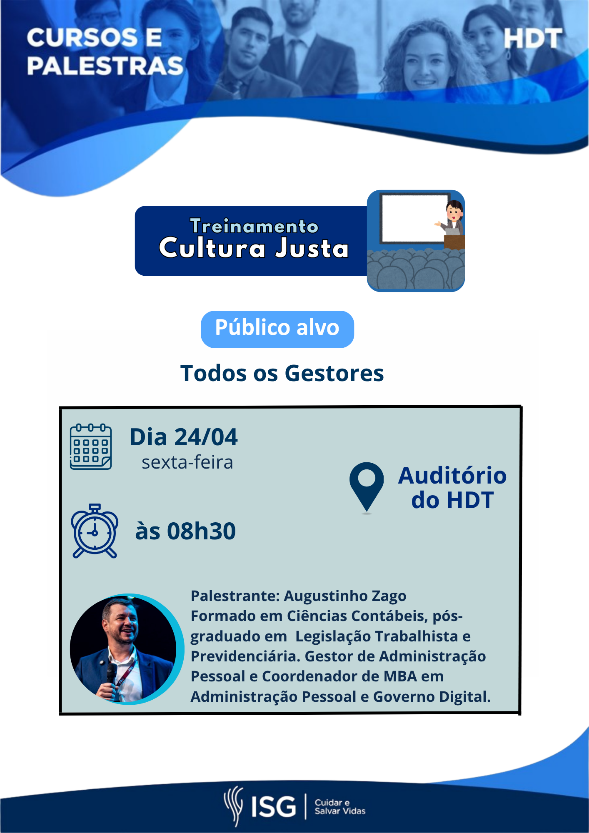 CURSOS E
PALESTRAS
HDT
Treinamento
Cultura Justa
Público alvo
Todos os Gestores
Dia 24/04
sexta-feira
Auditório
do HDT
às 08h30
Palestrante: Augustinho Zago
Formado em Ciências Contábeis, pós-
graduado em Legislação Trabalhista e
Previdenciária. Gestor de Administração
Pessoal e Coordenador de MBA em
Administração Pessoal e Governo Digital.
ISG
Cuidar e
Salvar Vidas